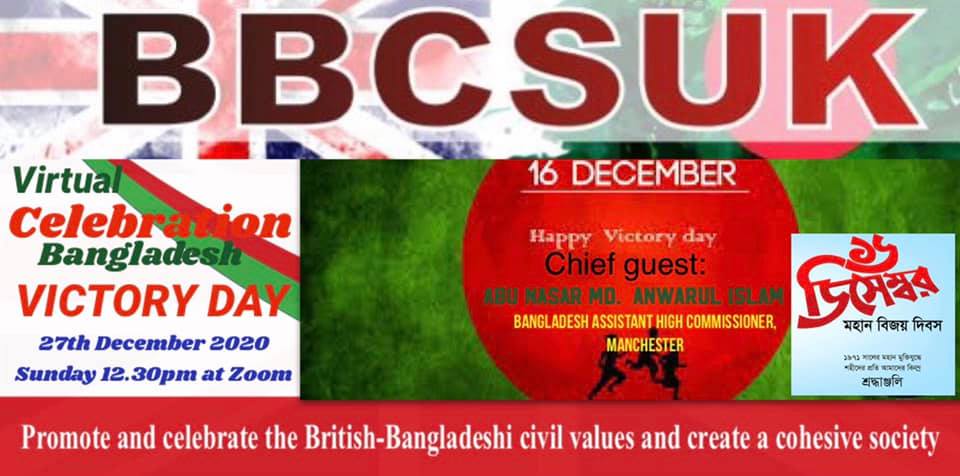 BBCSUK
Virtual
Celebration
Bangladesh
VICTORY DAY
27th December 2020
Sunday 12.30pm at Zoom
16 DECEMBER
Happy Victory day
Chief guest:
ABU NASAR MD. ANWARUL ISLAM
BANGLADESH ASSISTANT HIGH COMMISSIONER,
MANCHESTER
১৬
ডিসেম্বর
মহান বিজয় দিবস
১৯৭১ সালের মহান মুক্তিযুদ্ধে
শহীদের প্রতি আমাদের বিনম্র
শ্রদ্ধাঞ্জলি
Promote and celebrate the British-Bangladeshi civil values and create a cohesive society